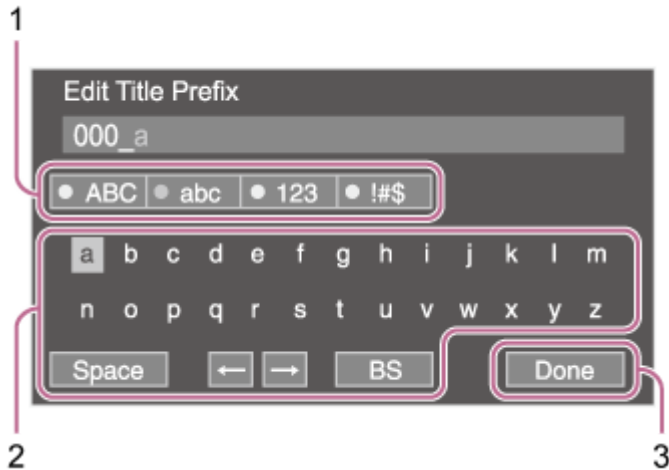 1
Edit Title Prefix
000_a
ABC abc 123 !#$
a b c d e f g h i j k l m
n o p q r s t u v w x y z
Space ← → BS Done
2 3